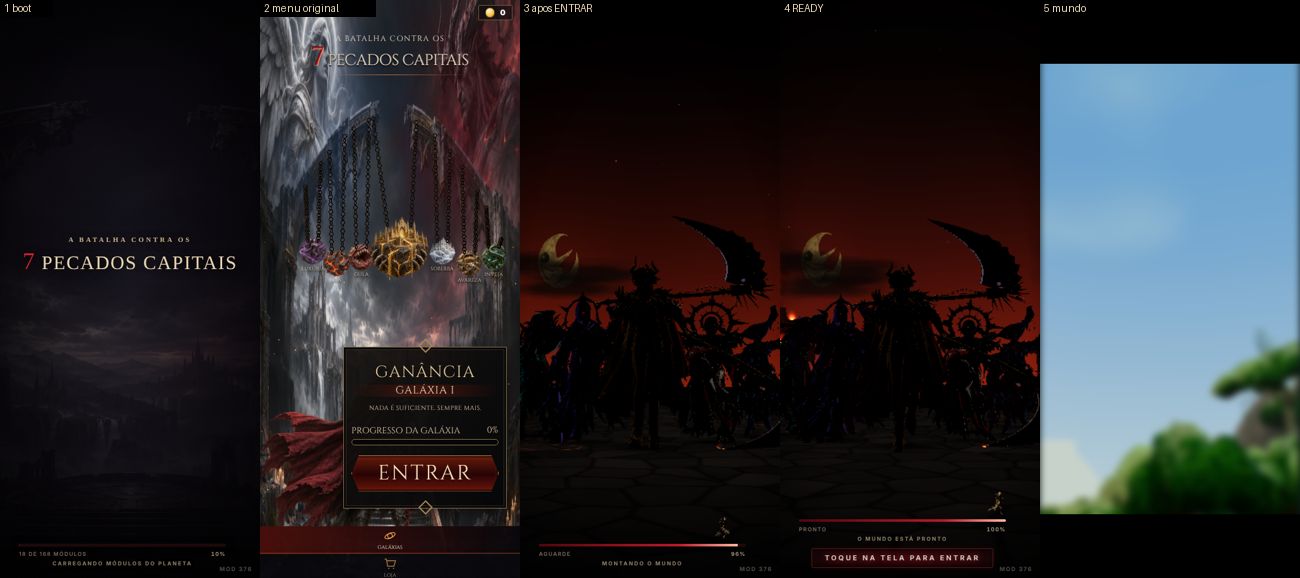 1 boot
A BATALHA CONTRA OS
7 PECADOS CAPITAIS
18 DE 168 MÓDULOS
10%
CARREGANDO MÓDULOS DO PLANETA
MOD 376
2 menu original
0
A BATALHA CONTRA OS
7 PECADOS CAPITAIS
LUXÚRIA
GULA
SOBERBA
AVAREZA
INVEJA
GANÂNCIA
GALÁXIA I
NADA É SUFICIENTE. SEMPRE MAIS.
PROGRESSO DA GALÁXIA
0%
ENTRAR
GALÁXIAS
LOJA
3 apos ENTRAR
AGUARDE
96%
MONTANDO O MUNDO
MOD 376
4 READY
PRONTO
100%
O MUNDO ESTÁ PRONTO
TOQUE NA TELA PARA ENTRAR
MOD 376
5 mundo